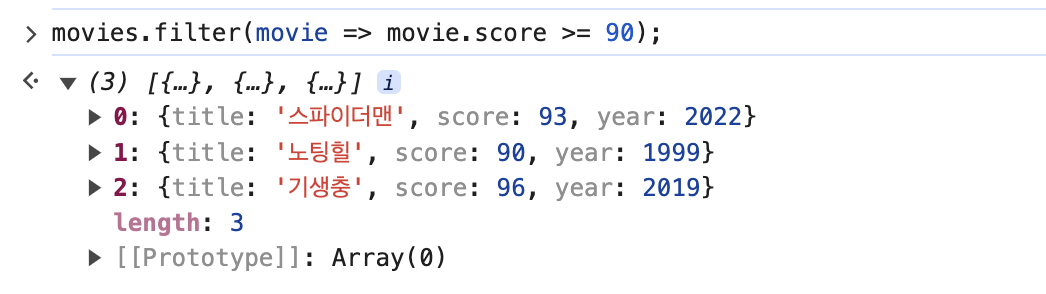 > movies.filter(movie => movie.score >= 90);
<· ▼ (3) [{…}, {…}, {…}] i
▶ 0: {title: '스파이더맨', score: 93, year: 2022}
▶ 1: {title: '노팅힐', score: 90, year: 1999}
▶ 2: {title: '기생충', score: 96, year: 2019}
length: 3
▶ [[Prototype]]: Array(0)